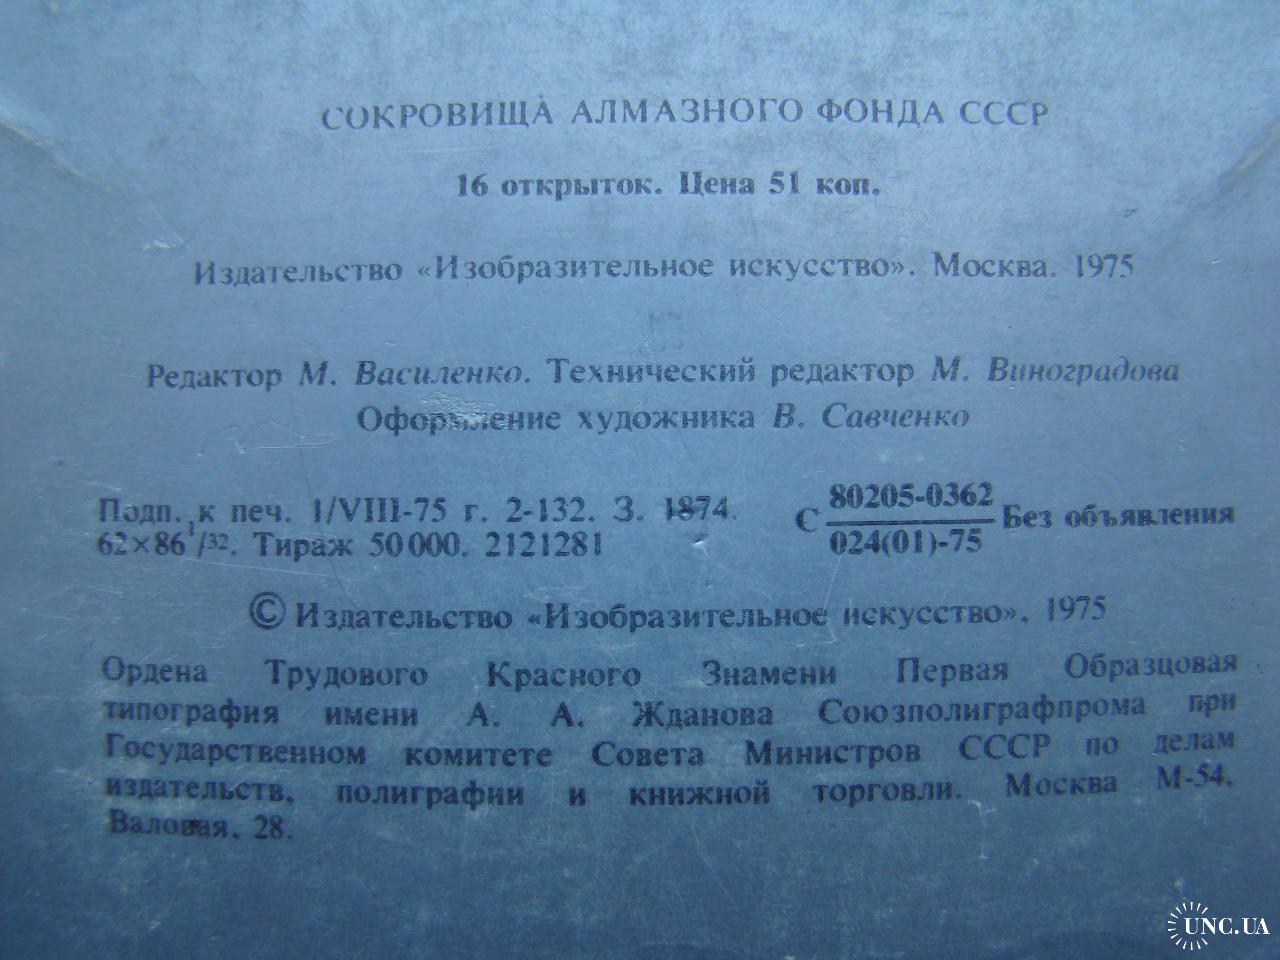 СОКРОВИЩА АЛМАЗНОГО ФОНДА СССР
16 открыток. Цена 51 коп.
Издательство «Изобразительное искусство». Москва. 1975
Редактор М. Василенко. Технический редактор М. Виноградова
Оформление художника В. Савченко
Подп. к печ. 1/VIII-75 г. 2-132. З. 1874.
62×86 1/32. Тираж 50 000. 2121281
С 80205-0362 / 024(01)-75 Без объявления
© Издательство «Изобразительное искусство», 1975
Ордена Трудового Красного Знамени Первая Образцовая
типография имени А. А. Жданова Союзполиграфпрома при
Государственном комитете Совета Министров СССР по делам
издательств, полиграфии и книжной торговли. Москва М-54,
Валовая, 28.
UNC.UA